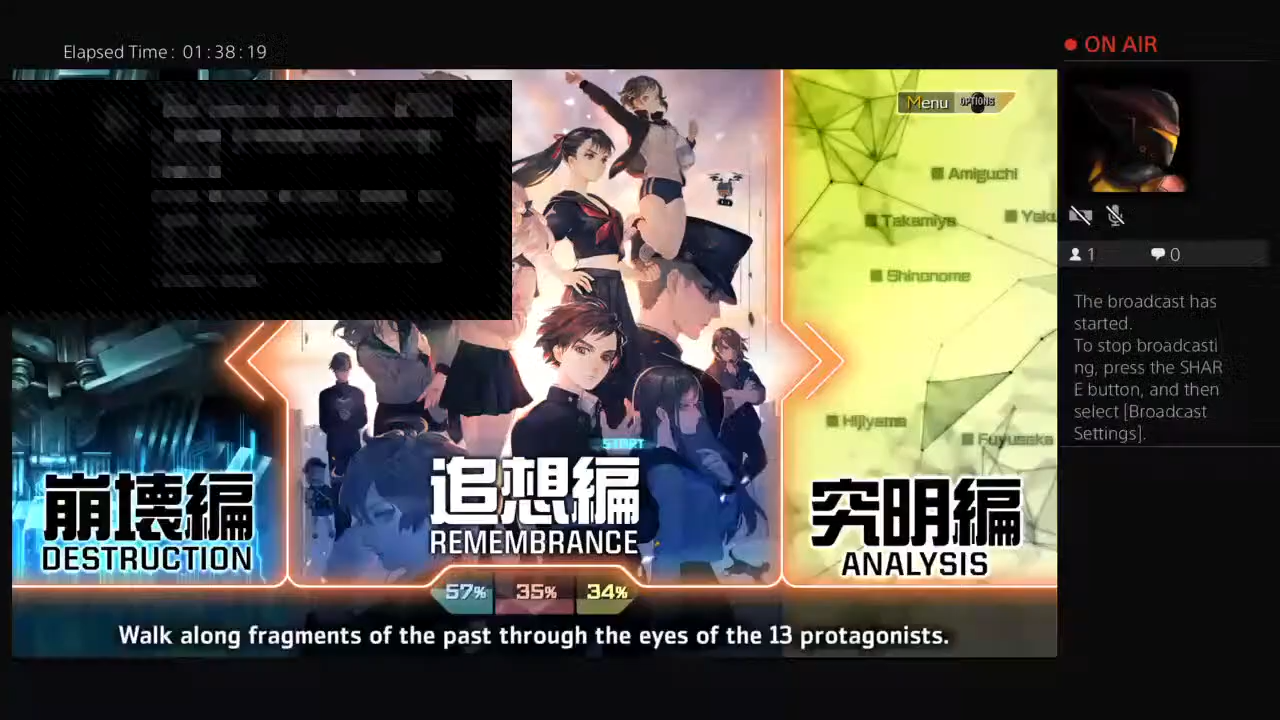 Elapsed Time: 01:38:19
ON AIR
Menu OPTIONS
Amiguchi
Takamiya
Shinonome
Hijiyama
Fuyusaka
1 0
The broadcast has
started.
To stop broadcasti
ng, press the SHAR
E button, and then
select [Broadcast
Settings].
START
崩壊編
DESTRUCTION
追想編
REMEMBRANCE
究明編
ANALYSIS
57% 35% 34%
Walk along fragments of the past through the eyes of the 13 protagonists.